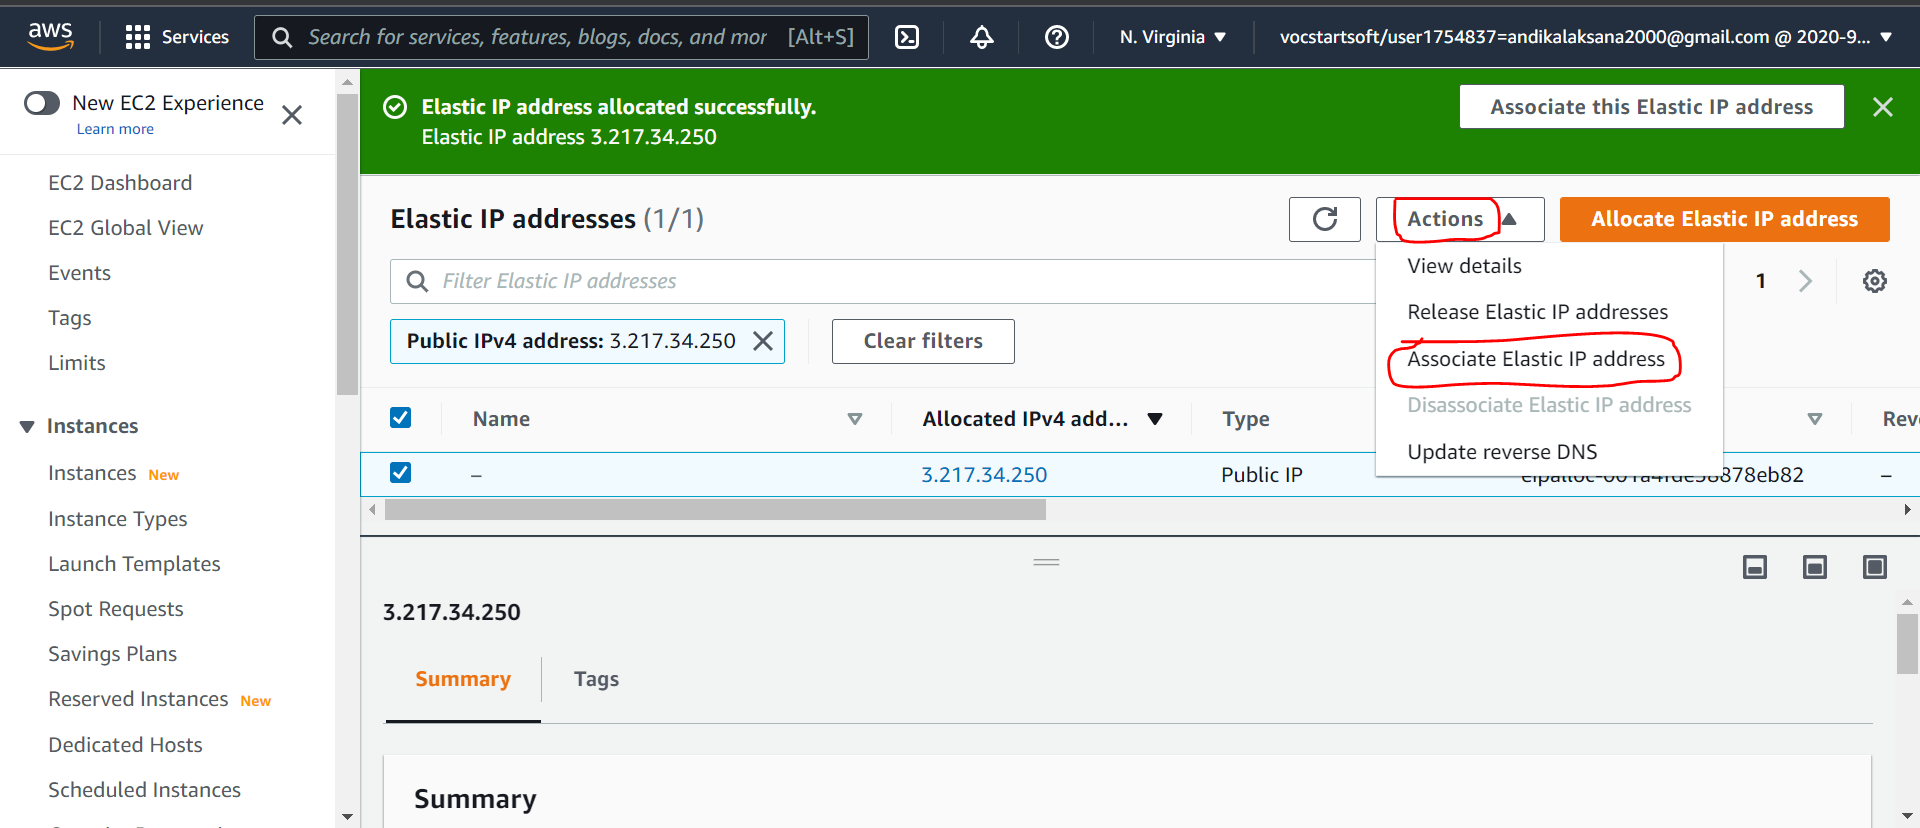 aws
Services
Search for services, features, blogs, docs, and mor [Alt+S]
N. Virginia
vocstartsoft/user1754837=andikalaksana2000@gmail.com @ 2020-9...
New EC2 Experience
Learn more
EC2 Dashboard
EC2 Global View
Events
Tags
Limits
Instances
Instances New
Instance Types
Launch Templates
Spot Requests
Savings Plans
Reserved Instances New
Dedicated Hosts
Scheduled Instances
Elastic IP address allocated successfully.
Elastic IP address 3.217.34.250
Associate this Elastic IP address
Elastic IP addresses (1/1)
Actions
Allocate Elastic IP address
Filter Elastic IP addresses
1
Public IPv4 address: 3.217.34.250
Clear filters
View details
Release Elastic IP addresses
Associate Elastic IP address
Disassociate Elastic IP address
Update reverse DNS
Name
Allocated IPv4 add...
Type
Reve
–
3.217.34.250
Public IP
–
3.217.34.250
Summary
Tags
Summary